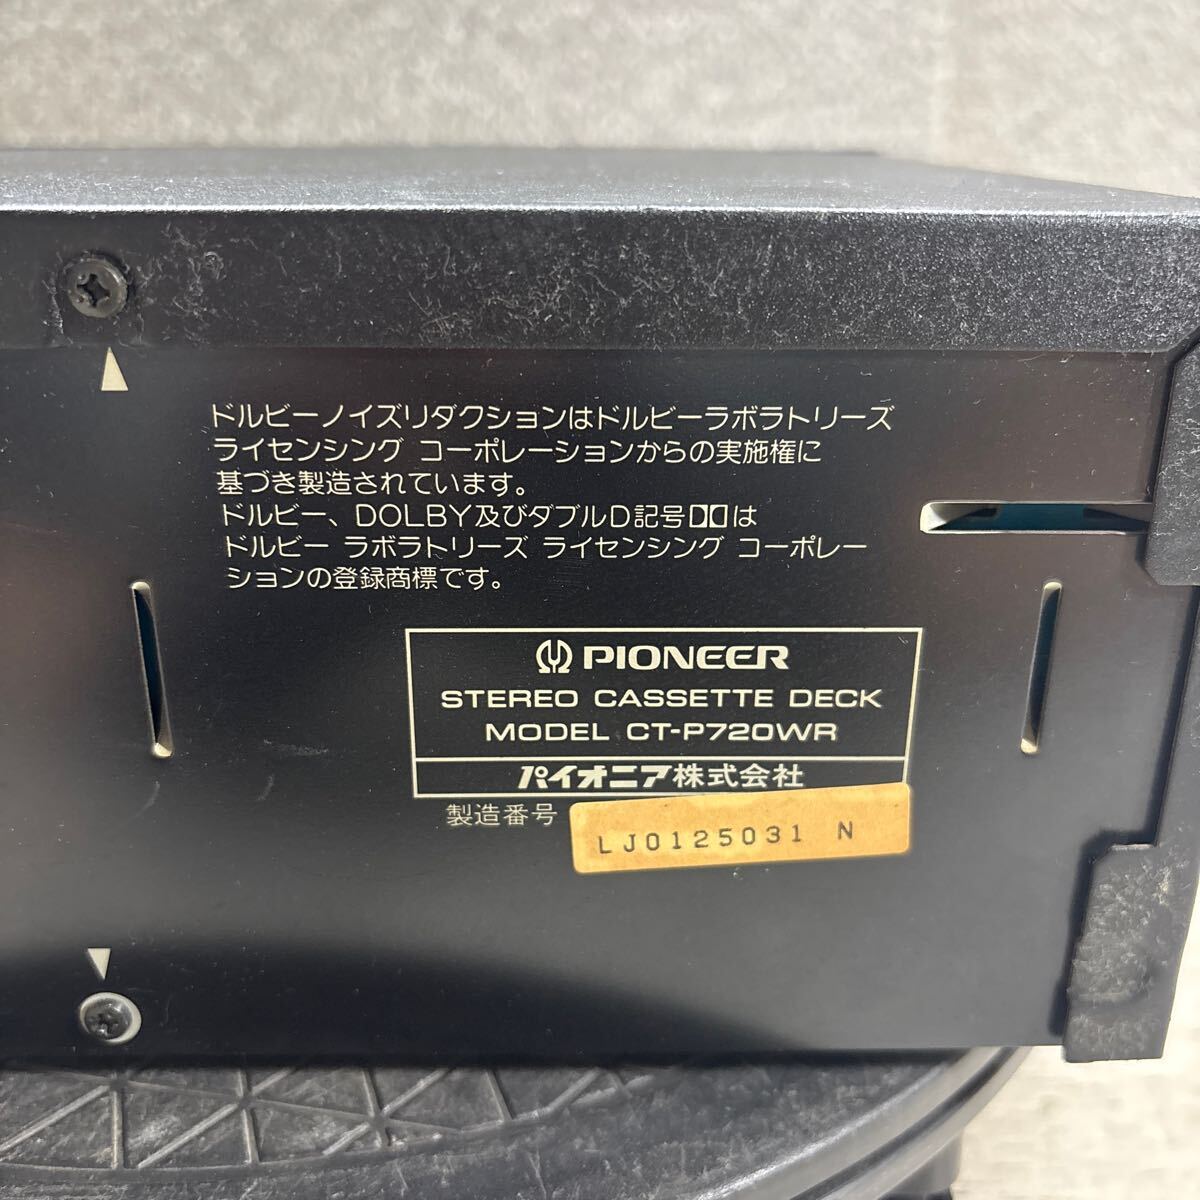 ドルビーノイズリダクションはドルビーラボラトリーズ
ライセンシング コーポレーションからの実施権に
基づき製造されています。
ドルビー、DOLBY及びダブルD記号は
ドルビー ラボラトリーズ ライセンシング コーポレー
ションの登録商標です。
PIONEER
STEREO CASSETTE DECK
MODEL CT-P720WR
パイオニア株式会社
製造番号
LJ0125031 N